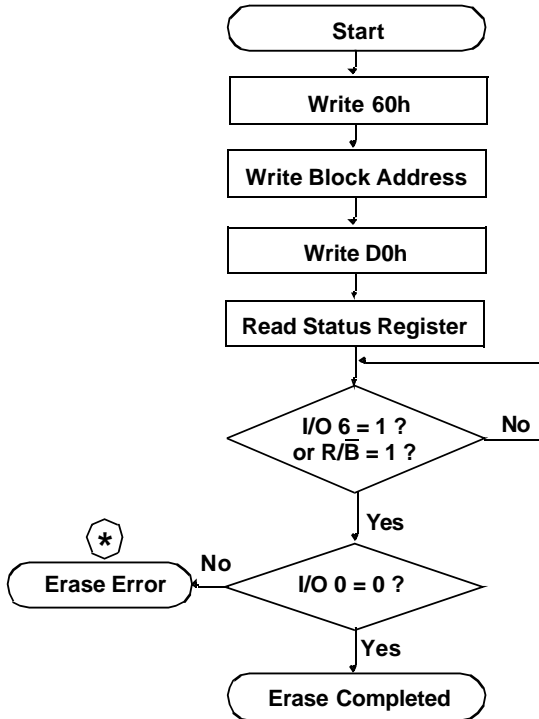 Start
Write 60h
Write Block Address
Write D0h
Read Status Register
I/O 6 = 1 ?
or R/B̅ = 1 ?
No
Yes
*
No
Erase Error
I/O 0 = 0 ?
Yes
Erase Completed